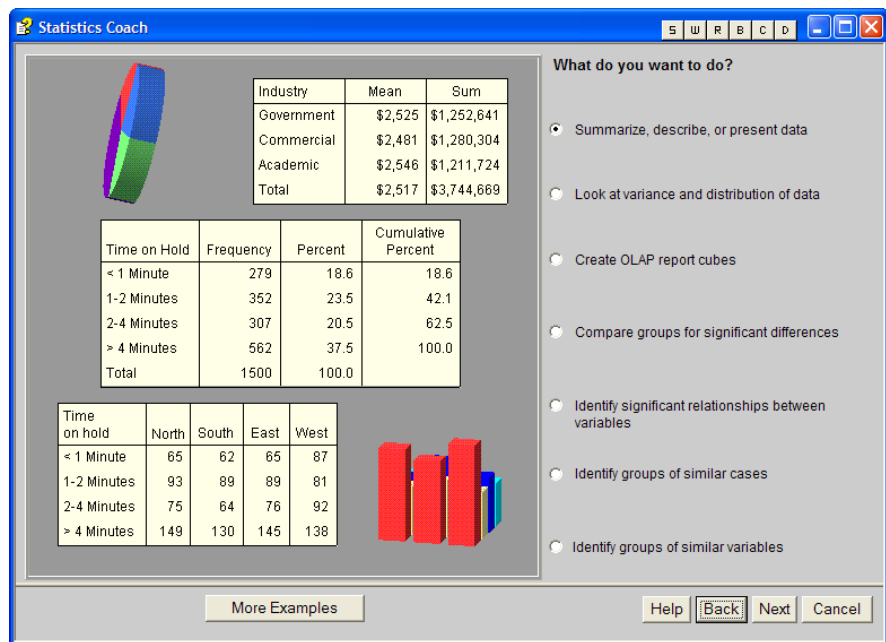 Statistics Coach
S W R B C D
Industry Mean Sum
Government $2,525 $1,252,641
Commercial $2,481 $1,280,304
Academic $2,546 $1,211,724
Total $2,517 $3,744,669
Cumulative
Time on Hold Frequency Percent Percent
< 1 Minute 279 18.6 18.6
1-2 Minutes 352 23.5 42.1
2-4 Minutes 307 20.5 62.5
> 4 Minutes 562 37.5 100.0
Total 1500 100.0
Time
on hold North South East West
< 1 Minute 65 62 65 87
1-2 Minutes 93 89 89 81
2-4 Minutes 75 64 76 92
> 4 Minutes 149 130 145 138
What do you want to do?
Summarize, describe, or present data
Look at variance and distribution of data
Create OLAP report cubes
Compare groups for significant differences
Identify significant relationships between
variables
Identify groups of similar cases
Identify groups of similar variables
More Examples
Help Back Next Cancel